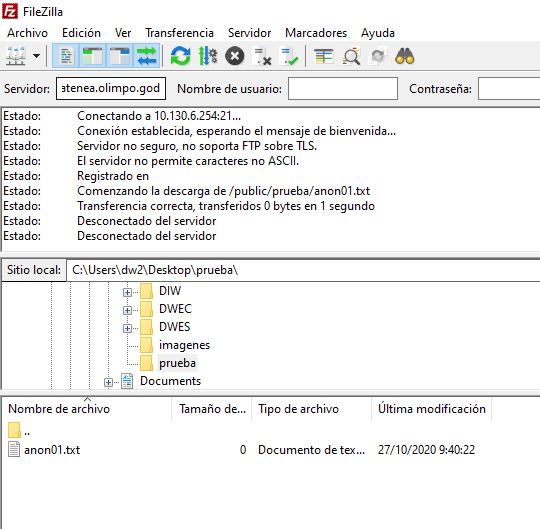 FileZilla
Archivo Edición Ver Transferencia Servidor Marcadores Ayuda
Servidor: atenea.olimpo.god Nombre de usuario: Contraseña:
Estado: Conectando a 10.130.6.254:21...
Estado: Conexión establecida, esperando el mensaje de bienvenida...
Estado: Servidor no seguro, no soporta FTP sobre TLS.
Estado: El servidor no permite caracteres no ASCII.
Estado: Registrado en
Estado: Comenzando la descarga de /public/prueba/anon01.txt
Estado: Transferencia correcta, transferidos 0 bytes en 1 segundo
Estado: Desconectado del servidor
Estado: Desconectado del servidor
Sitio local: C:\Users\dw2\Desktop\prueba\
DIW
DWEC
DWES
imagenes
prueba
Documents
Nombre de archivo Tamaño de... Tipo de archivo Última modificación
..
anon01.txt 0 Documento de tex... 27/10/2020 9:40:22